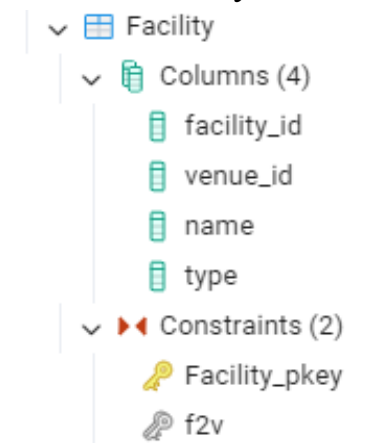 Facility
Columns (4)
facility_id
venue_id
name
type
Constraints (2)
Facility_pkey
f2v